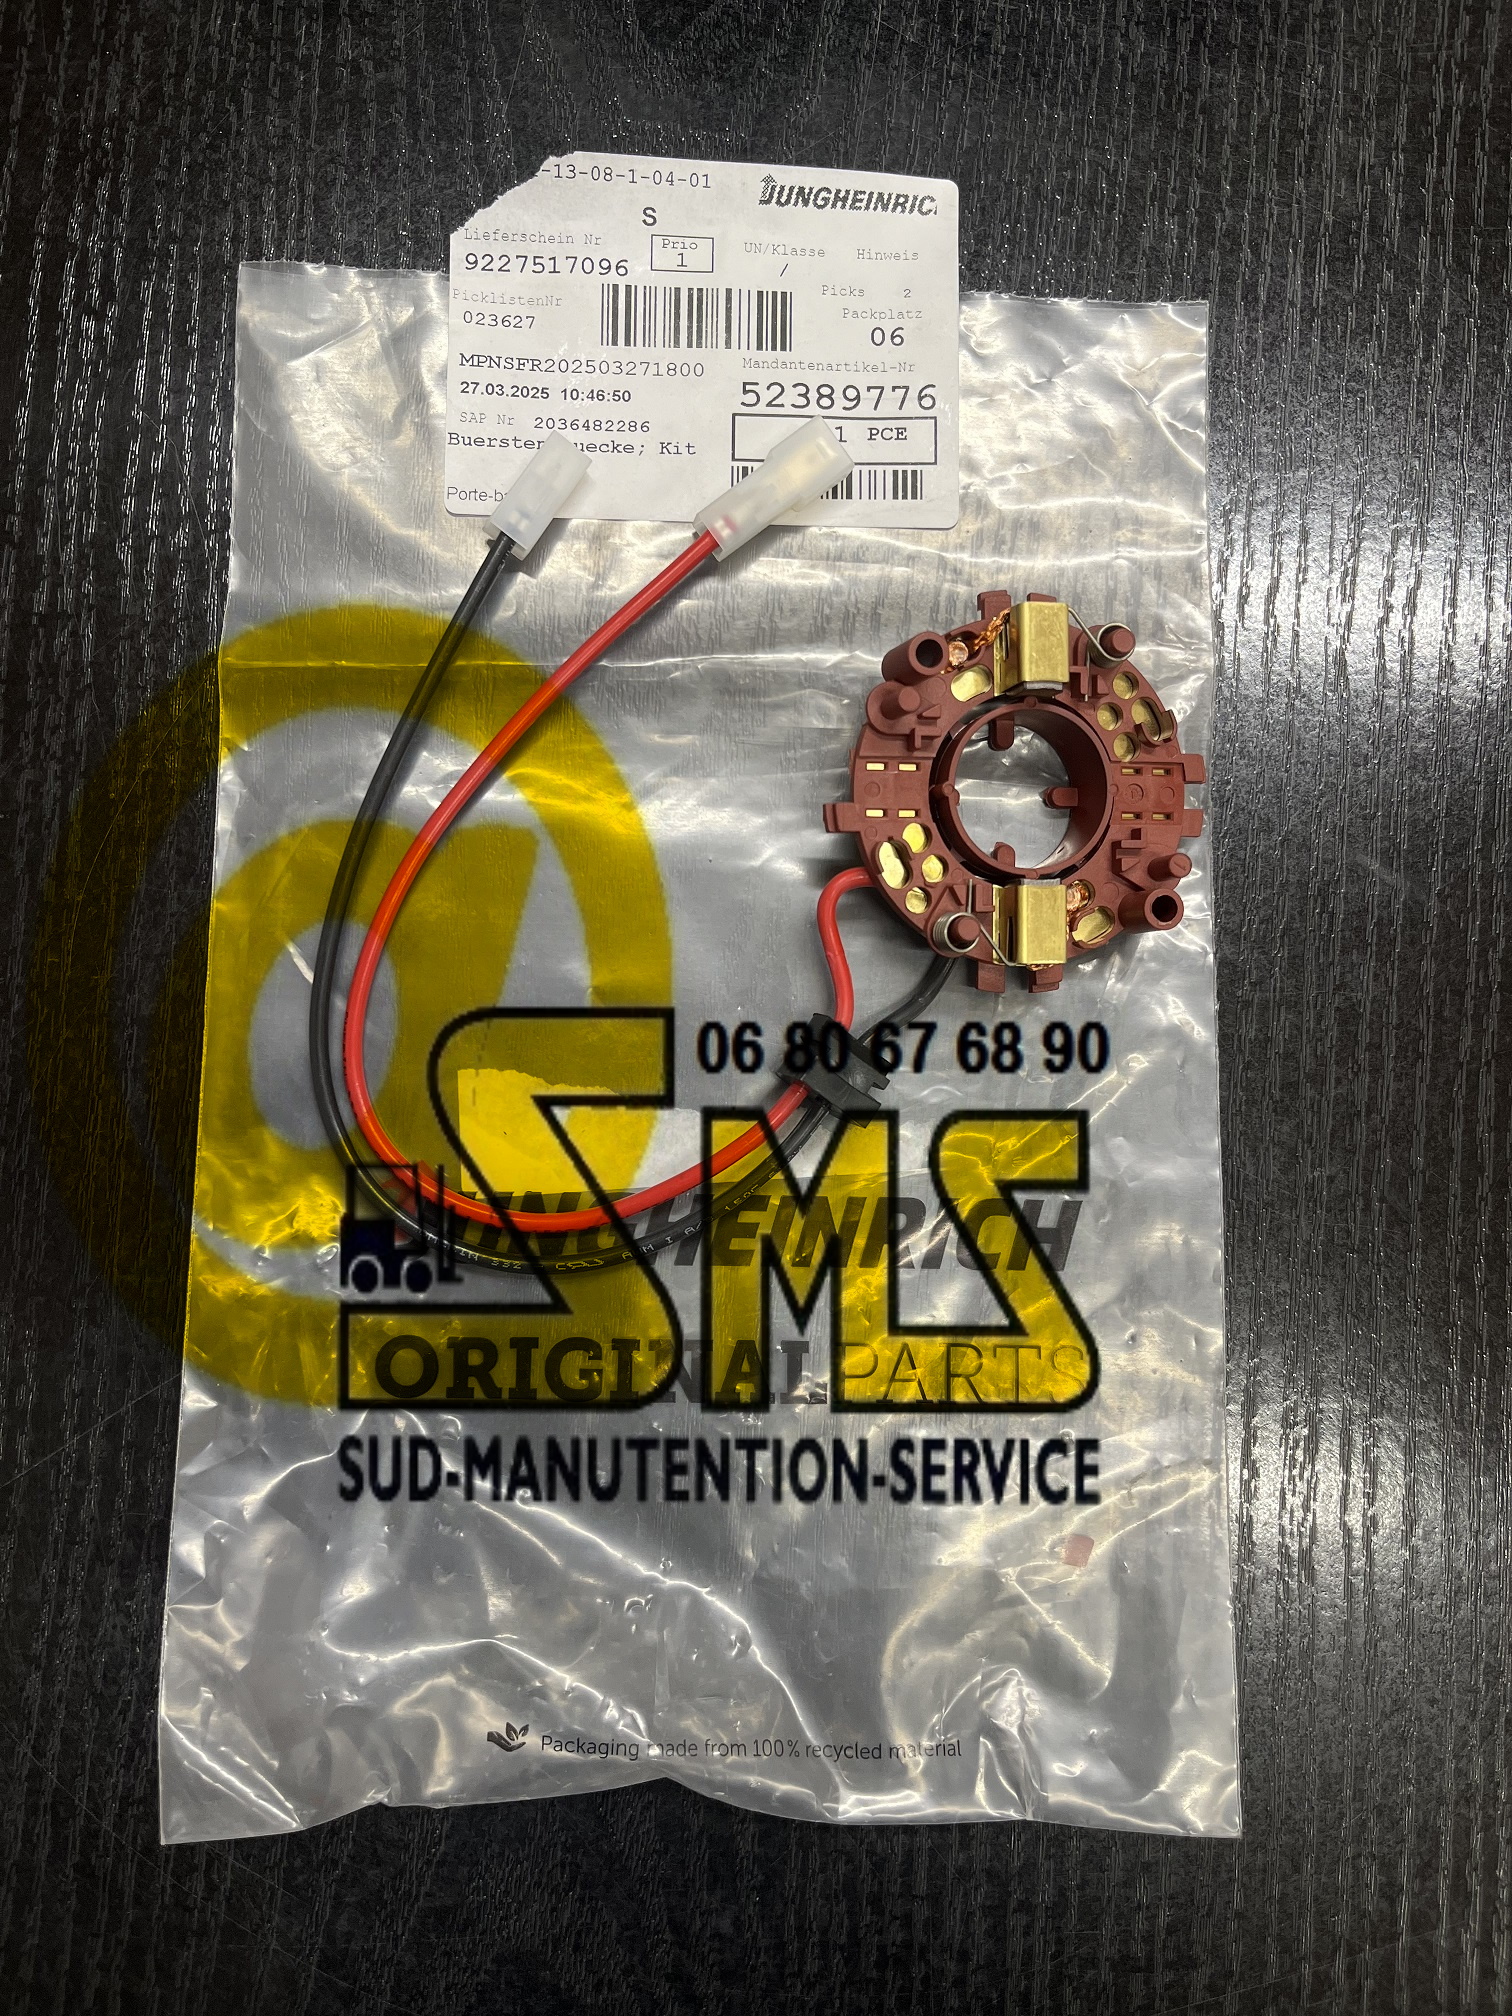 -13-08-1-04-01
JUNGHEINRICH
S
Lieferschein Nr
9227517096
Prio
1
UN/Klasse
/
Hinweis
PicklistenNr
023627
Picks 2
Packplatz
06
MPNSFR202503271800
27.03.2025 10:46:50
Mandantenartikel-Nr
52389776
SAP Nr 2036482286
1 PCE
Kit
Porte-
06 80 67 68 90
SMS
JUNGHEINRICH
ORIGINAL PARTS
SUD-MANUTENTION-SERVICE
Packaging made from 100% recycled material